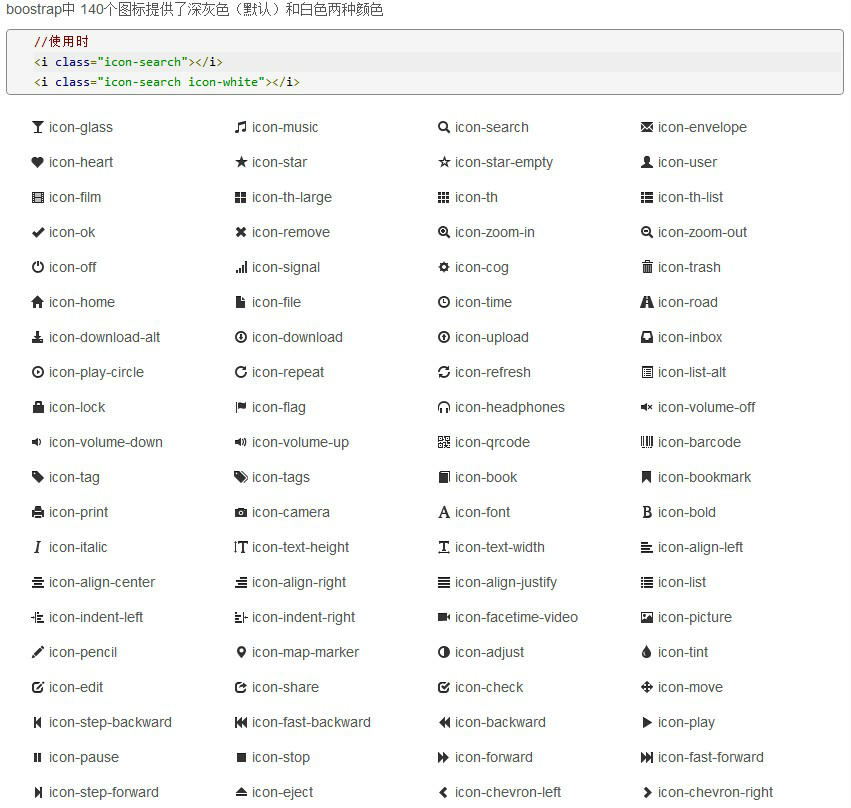 boostrap中 140个图标提供了深灰色（默认）和白色两种颜色
//使用时
<i class="icon-search"></i>
<i class="icon-search icon-white"></i>
icon-glass icon-music icon-search icon-envelope
icon-heart icon-star icon-star-empty icon-user
icon-film icon-th-large icon-th icon-th-list
icon-ok icon-remove icon-zoom-in icon-zoom-out
icon-off icon-signal icon-cog icon-trash
icon-home icon-file icon-time icon-road
icon-download-alt icon-download icon-upload icon-inbox
icon-play-circle icon-repeat icon-refresh icon-list-alt
icon-lock icon-flag icon-headphones icon-volume-off
icon-volume-down icon-volume-up icon-qrcode icon-barcode
icon-tag icon-tags icon-book icon-bookmark
icon-print icon-camera icon-font icon-bold
icon-italic icon-text-height icon-text-width icon-align-left
icon-align-center icon-align-right icon-align-justify icon-list
icon-indent-left icon-indent-right icon-facetime-video icon-picture
icon-pencil icon-map-marker icon-adjust icon-tint
icon-edit icon-share icon-check icon-move
icon-step-backward icon-fast-backward icon-backward icon-play
icon-pause icon-stop icon-forward icon-fast-forward
icon-step-forward icon-eject icon-chevron-left icon-chevron-right